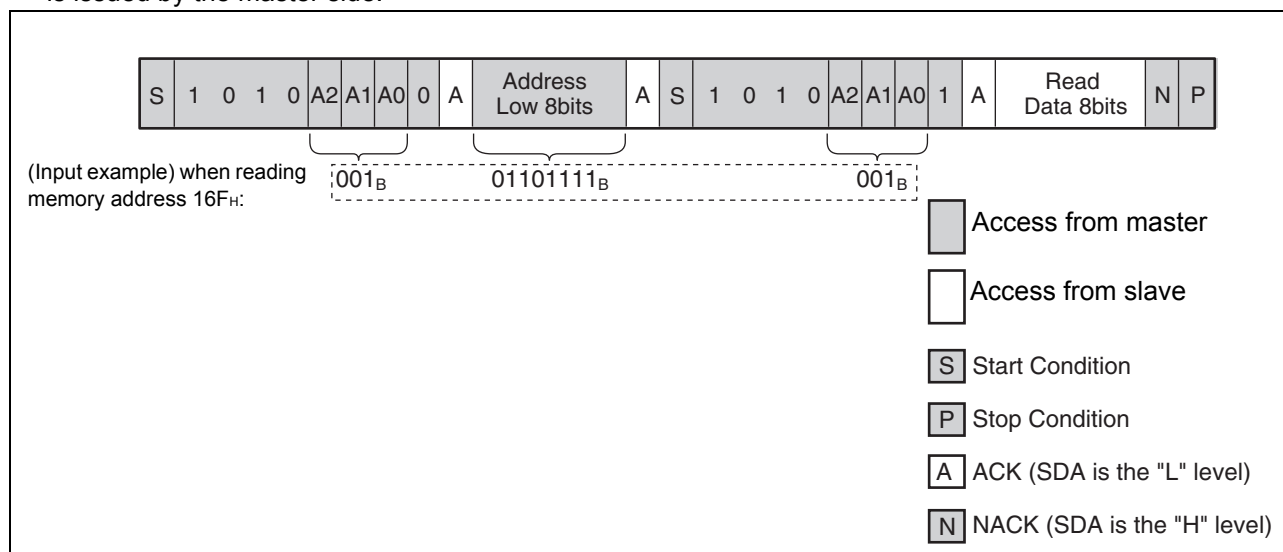 is issued by the master side.
S 1 0 1 0 A2 A1 A0 0 A Address Low 8bits A S 1 0 1 0 A2 A1 A0 1 A Read Data 8bits N P
(Input example) when reading
memory address 16FH:
001B 01101111B 001B
Access from master
Access from slave
S Start Condition
P Stop Condition
A ACK (SDA is the "L" level)
N NACK (SDA is the "H" level)